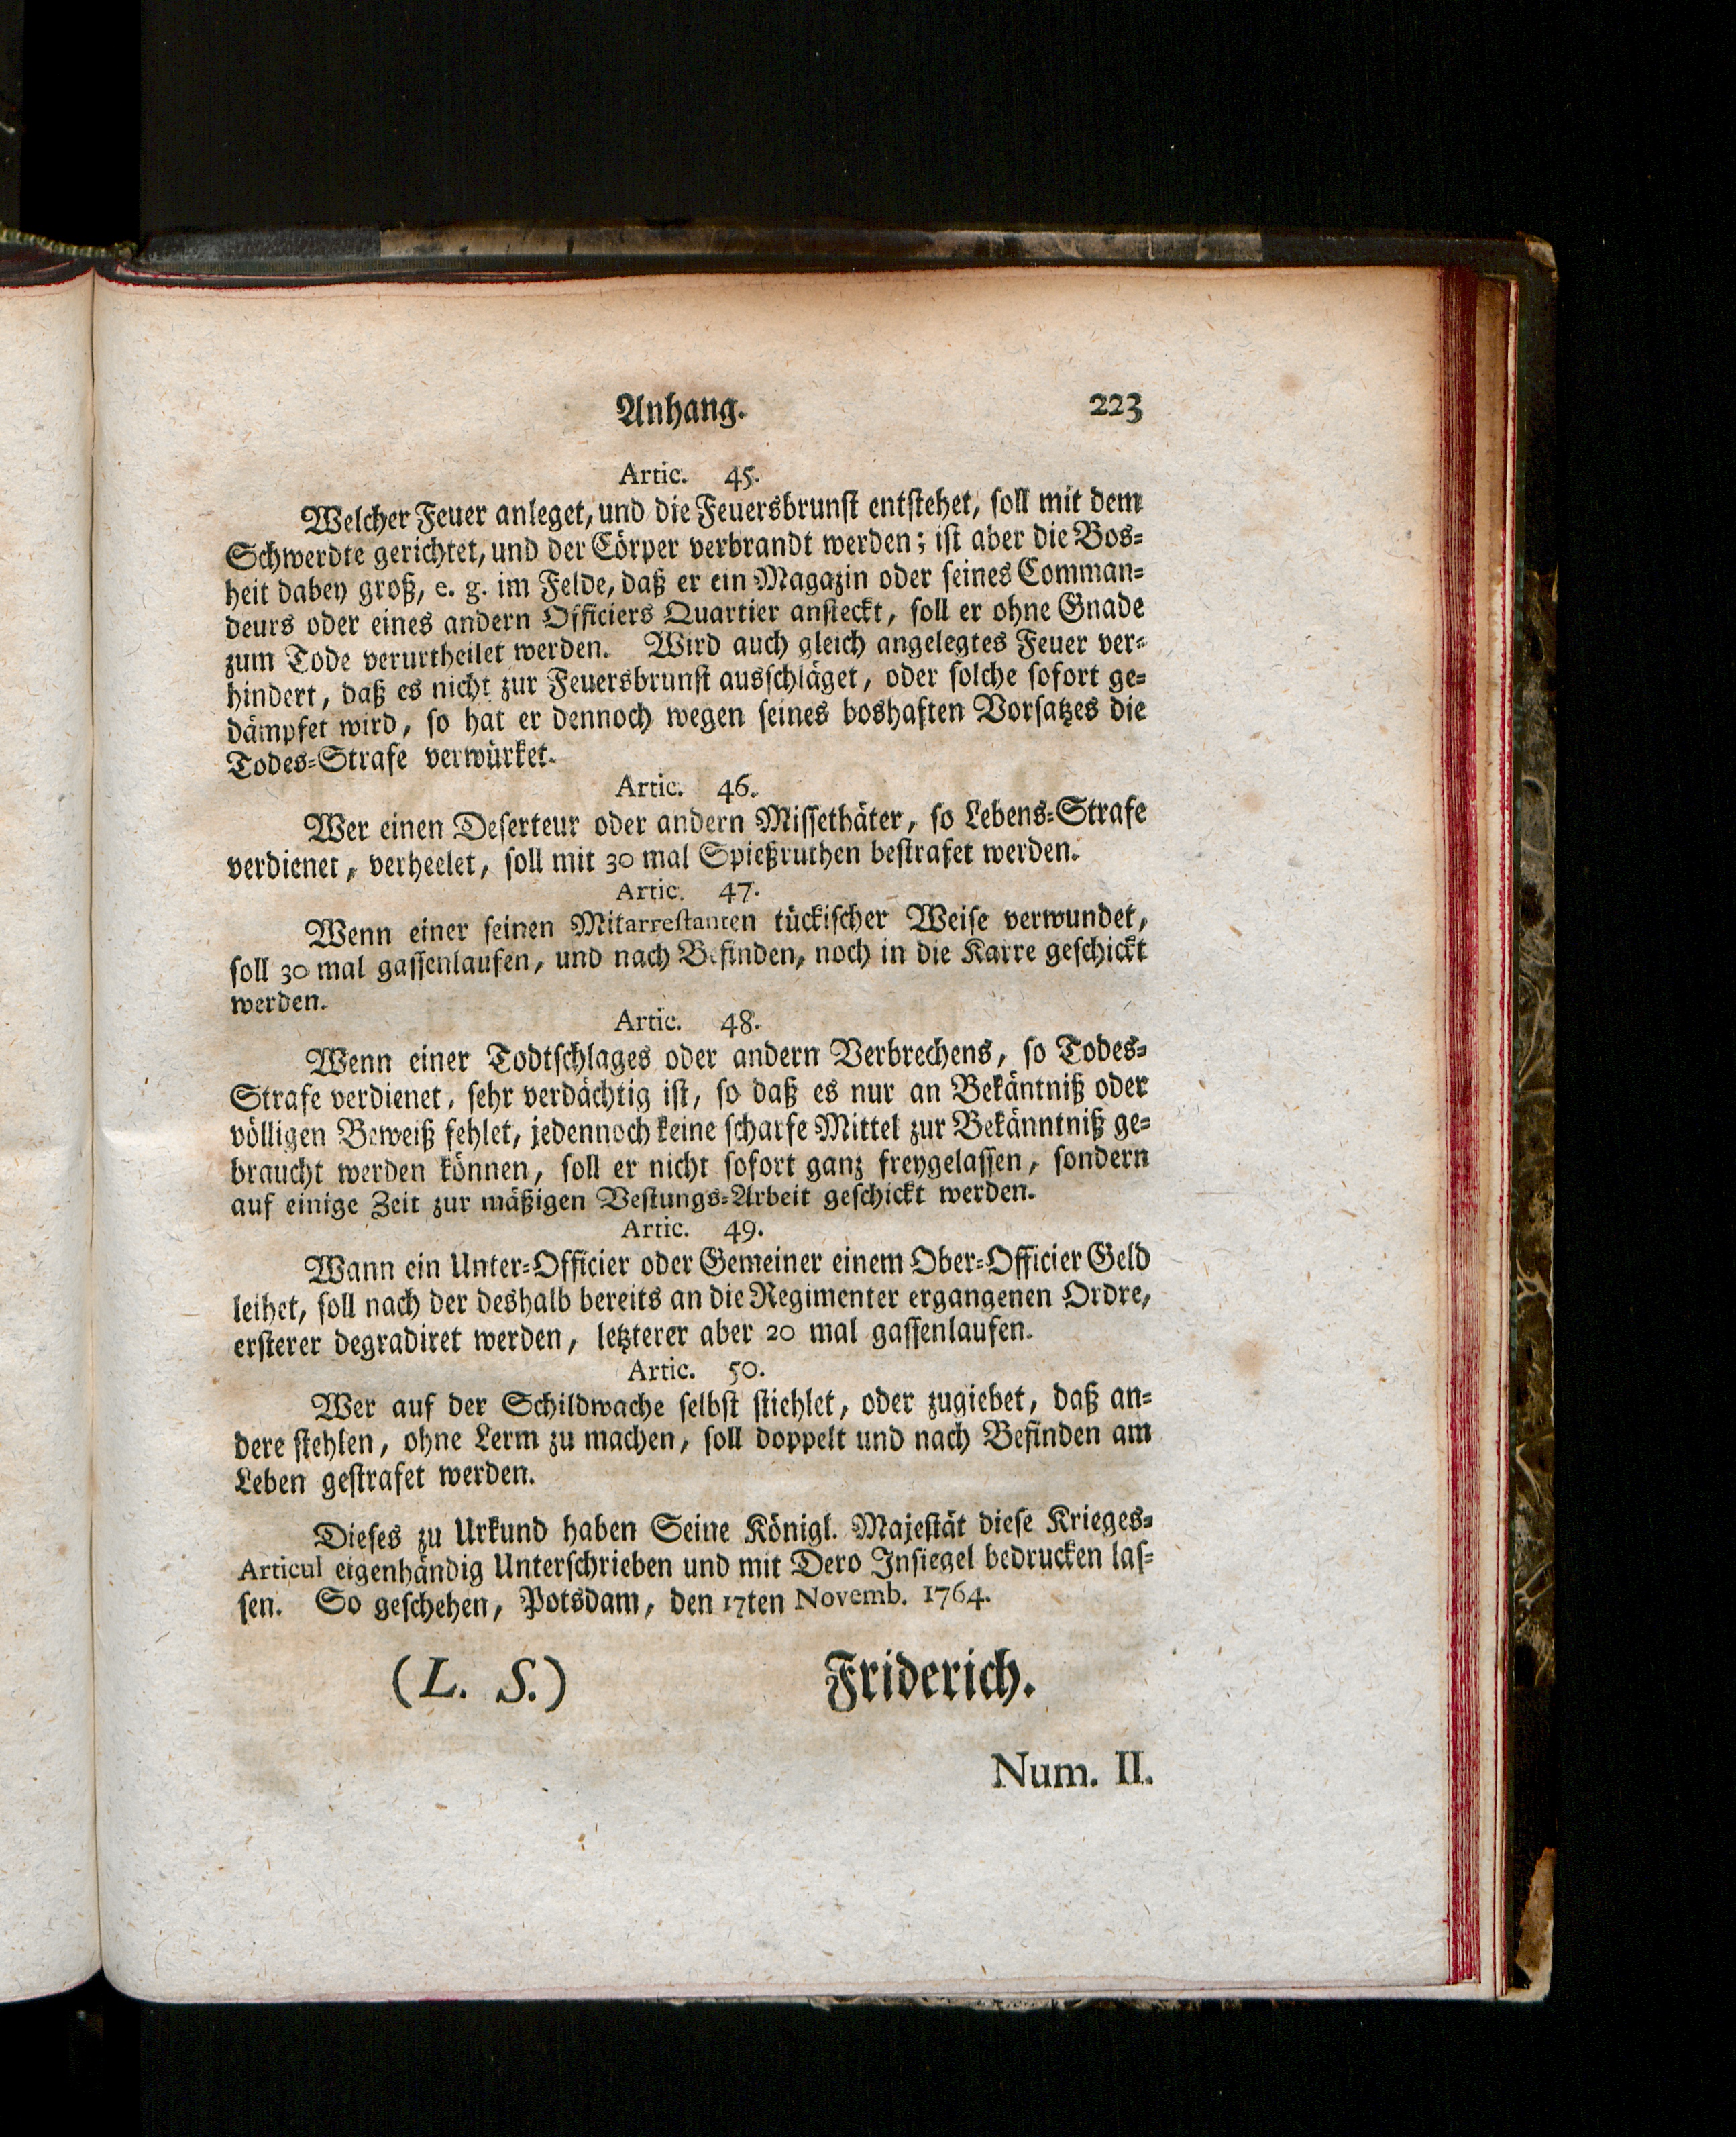 Anhang. 223
Artic. 45.
Welcher Feuer anleget, und die Feuersbrunst entstehet, soll mit dem
Schwerdte gerichtet, und der Cörper verbrandt werden; ist aber die Bos-
heit dabey groß, e. g. im Felde, daß er ein Magazin oder seines Comman-
deurs oder eines andern Officiers Quartier ansteckt, soll er ohne Gnade
zum Tode verurtheilet werden. Wird auch gleich angelegtes Feuer ver-
hindert, daß es nicht zur Feuersbrunst ausschläget, oder solche sofort ge-
dämpfet wird, so hat er dennoch wegen seines boshaften Vorsatzes die
Todes-Strafe verwürket.
Artic. 46.
Wer einen Deserteur oder andern Missethäter, so Lebens-Strafe
verdienet, verheelet, soll mit 30 mal Spießruthen bestrafet werden.
Artic. 47.
Wenn einer seinen Mitarrestanten tückischer Weise verwundet,
soll 30 mal gassenlaufen, und nach Befinden, noch in die Karre geschickt
werden.
Artic. 48.
Wenn einer Todtschlages oder andern Verbrechens, so Todes-
Strafe verdienet, sehr verdächtig ist, so daß es nur an Bekäntniß oder
völligen Beweiß fehlet, jedennoch keine scharfe Mittel zur Bekänntniß ge-
braucht werden können, soll er nicht sofort ganz freygelassen, sondern
auf einige Zeit zur mäßigen Vestungs-Arbeit geschickt werden.
Artic. 49.
Wann ein Unter-Officier oder Gemeiner einem Ober-Officier Geld
leihet, soll nach der deshalb bereits an die Regimenter ergangenen Ordre,
ersterer degradiret werden, letzterer aber 20 mal gassenlaufen.
Artic. 50.
Wer auf der Schildwache selbst stiehlet, oder zugiebet, daß an-
dere stehlen, ohne Lerm zu machen, soll doppelt und nach Befinden am
Leben gestrafet werden.
Dieses zu Urkund haben Seine Königl. Majestät diese Krieges-
Articul eigenhändig Unterschrieben und mit Dero Insiegel bedrucken las-
sen. So geschehen, Potsdam, den 17ten Novemb. 1764.
(L. S.) Friderich.
Num. II.